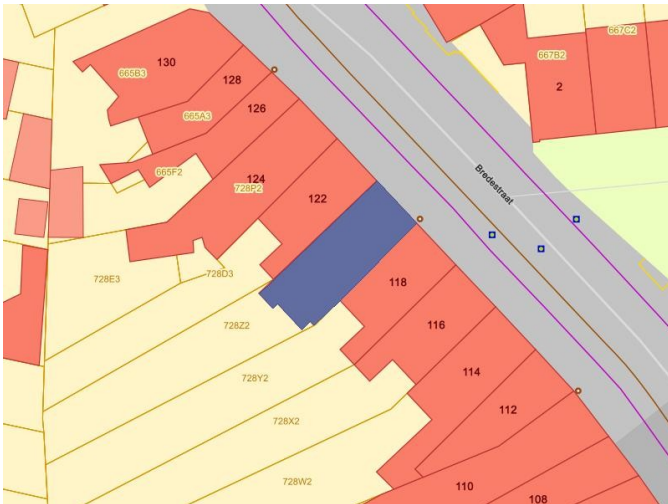 130
665B3
128
665A3
126
665F2
124
728P2
122
667B2
667C2
2
Bredestraat
728E3
728D3
728Z2
118
116
728Y2
114
728X2
112
728W2
110
108